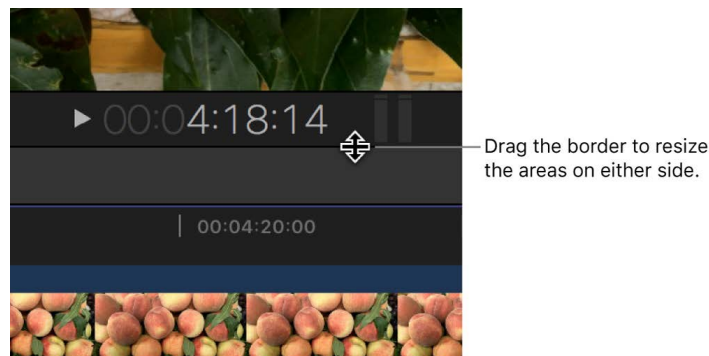 00:04:18:14
Drag the border to resize
the areas on either side.
00:04:20:00